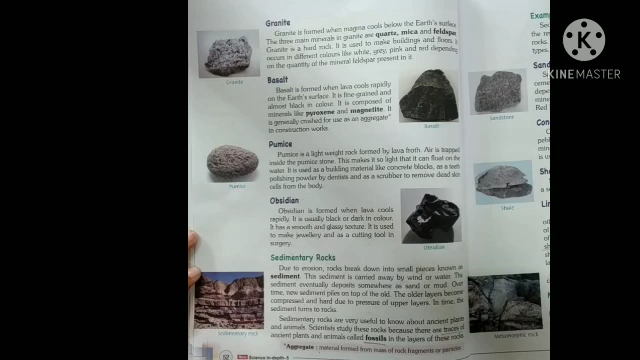 Granite
Granite is formed when magma cools below the Earth's surface.
The three main minerals in granite are quartz, mica and feldspar.
Granite is a hard rock. It is used to make buildings and floors. It
occurs in different colours like white, grey, pink and red depending
on the quantity of the mineral feldspar present in it.
Granite
Basalt
Basalt is formed when lava cools rapidly
on the Earth's surface. It is fine-grained and
almost black in colour. It is composed of
minerals like pyroxene and magnetite. It
is generally crushed for use as an aggregate*
in construction works.
Basalt
Pumice
Pumice is a light weight rock formed by lava froth. Air is trapped
inside the pumice stone. This makes it so light that it can float on the
water. It is used as a building material like concrete blocks, as a teeth
polishing powder by dentists and as a scrubber to remove dead skin
cells from the body.
Pumice
Obsidian
Obsidian is formed when lava cools
rapidly. It is usually black or dark in colour.
It has a smooth and glassy texture. It is used
to make jewellery and as a cutting tool in
surgery.
Obsidian
Sedimentary Rocks
Due to erosion, rocks break down into small pieces known as
sediment. This sediment is carried away by wind or water. The
sediment eventually deposits somewhere as sand or mud. Over
time, new sediment piles on top of the old. The older layers become
compressed and hard due to pressure of upper layers. In time, the
sediment turns to rocks.
Sedimentary rocks are very useful to know about ancient plants
and animals. Scientists study these rocks because there are traces of
ancient plants and animals called fossils in the layers of these rocks.
Sedimentary rock
*Aggregate : material formed from mass of rock fragments or particles
52
Science in-depth-5
Exam
the re
rocks.
types.
Sand
Sandstone
Con
Shale
Metamorphic rock
KINEMASTER